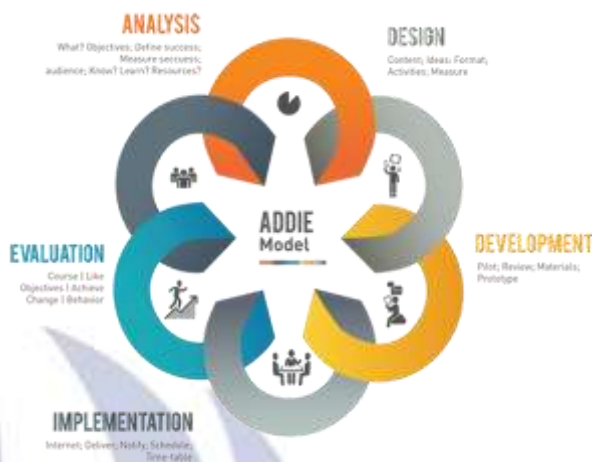 ANALYSIS
What? Objectives; Define success;
Measure seccuess;
audience; Know? Learn? Resources?
DESIGN
Content; Ideas; Format;
Activities; Measure
ADDIE
Model
DEVELOPMENT
Pilot; Review; Materials;
Prototype
EVALUATION
Course | Like
Objectives | Achieve
Change | Behavior
IMPLEMENTATION
Internet; Deliver; Notify; Schedule;
Time-table